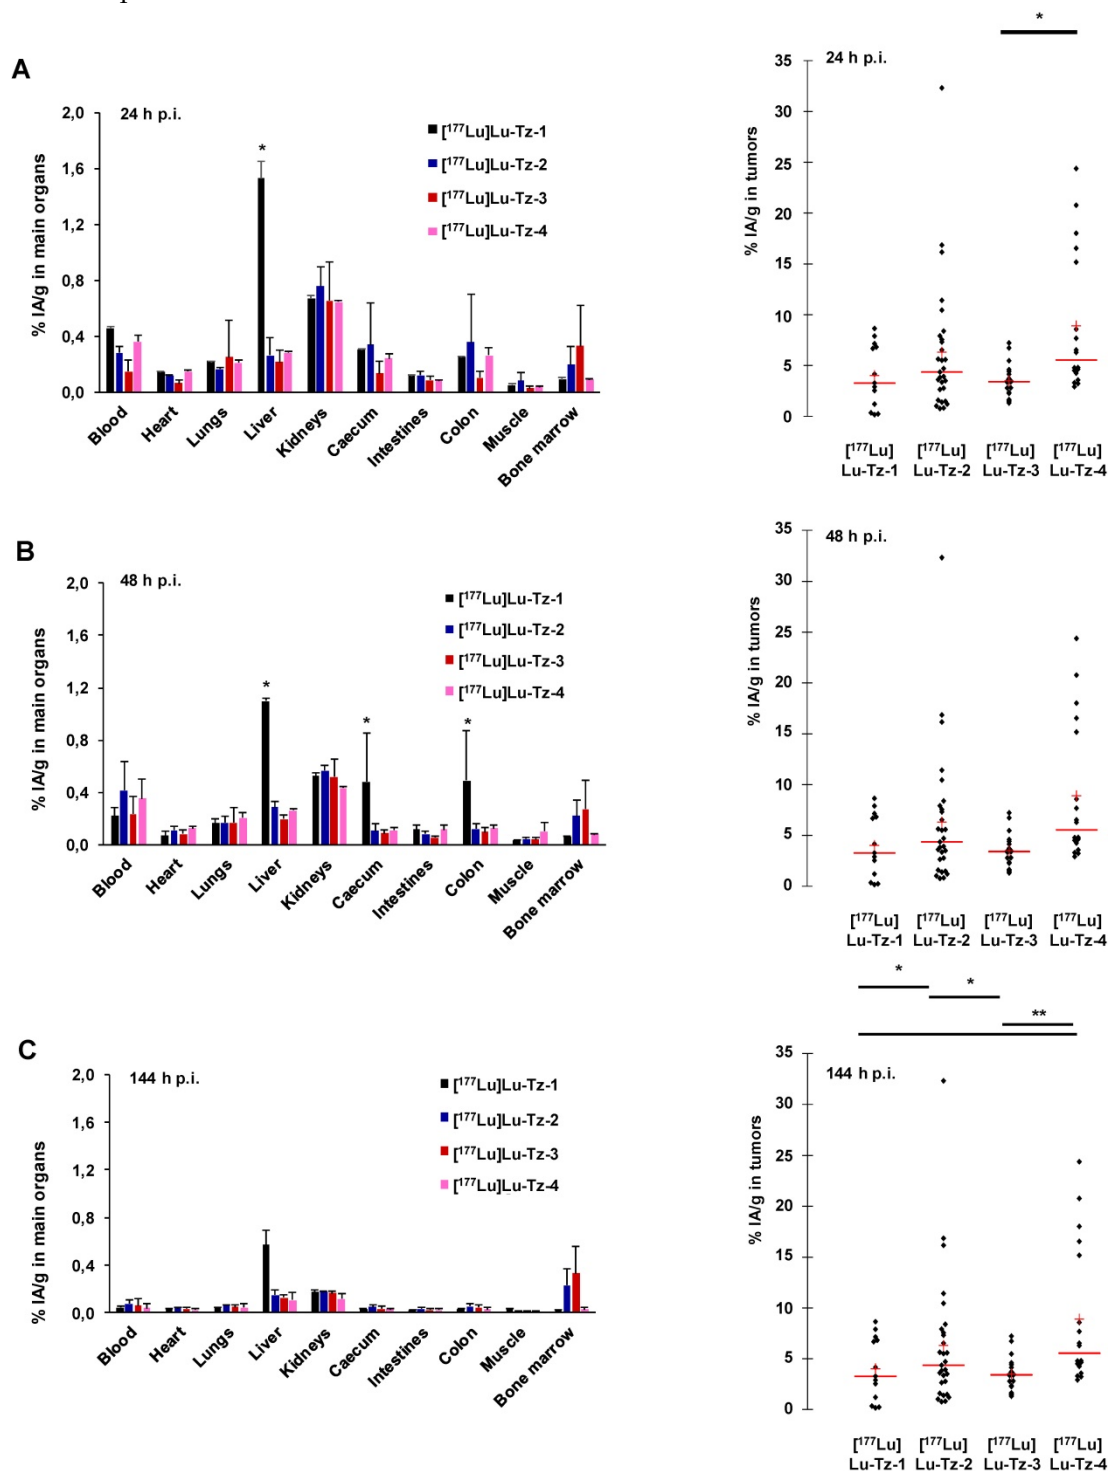 *
A
24 h p.i.
2,0
1,6
1,2
0,8
0,4
0,0
% IA/g in main organs
*
[177Lu]Lu-Tz-1
[177Lu]Lu-Tz-2
[177Lu]Lu-Tz-3
[177Lu]Lu-Tz-4
Blood
Heart
Lungs
Liver
Kidneys
Caecum
Intestines
Colon
Muscle
Bone marrow
24 h p.i.
35
30
25
20
15
10
5
0
% IA/g in tumors
[177Lu] [177Lu] [177Lu] [177Lu]
Lu-Tz-1 Lu-Tz-2 Lu-Tz-3 Lu-Tz-4
B
48 h p.i.
2,0
1,6
1,2
0,8
0,4
0,0
% IA/g in main organs
*
*
*
[177Lu]Lu-Tz-1
[177Lu]Lu-Tz-2
[177Lu]Lu-Tz-3
[177Lu]Lu-Tz-4
Blood
Heart
Lungs
Liver
Kidneys
Caecum
Intestines
Colon
Muscle
Bone marrow
48 h p.i.
35
30
25
20
15
10
5
0
% IA/g in tumors
[177Lu] [177Lu] [177Lu] [177Lu]
Lu-Tz-1 Lu-Tz-2 Lu-Tz-3 Lu-Tz-4
*
*
**
C
144 h p.i.
2,0
1,6
1,2
0,8
0,4
0,0
% IA/g in main organs
[177Lu]Lu-Tz-1
[177Lu]Lu-Tz-2
[177Lu]Lu-Tz-3
[177Lu]Lu-Tz-4
Blood
Heart
Lungs
Liver
Kidneys
Caecum
Intestines
Colon
Muscle
Bone marrow
144 h p.i.
35
30
25
20
15
10
5
0
% IA/g in tumors
[177Lu] [177Lu] [177Lu] [177Lu]
Lu-Tz-1 Lu-Tz-2 Lu-Tz-3 Lu-Tz-4